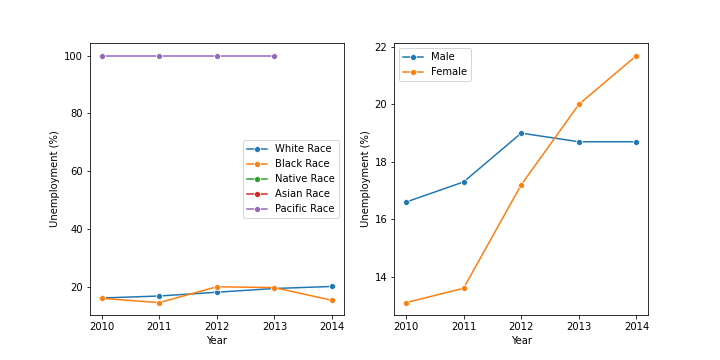 100
80
60
40
20
Unemployment (%)
White Race
Black Race
Native Race
Asian Race
Pacific Race
2010 2011 2012 2013 2014
Year
22
20
18
16
14
Unemployment (%)
Male
Female
2010 2011 2012 2013 2014
Year